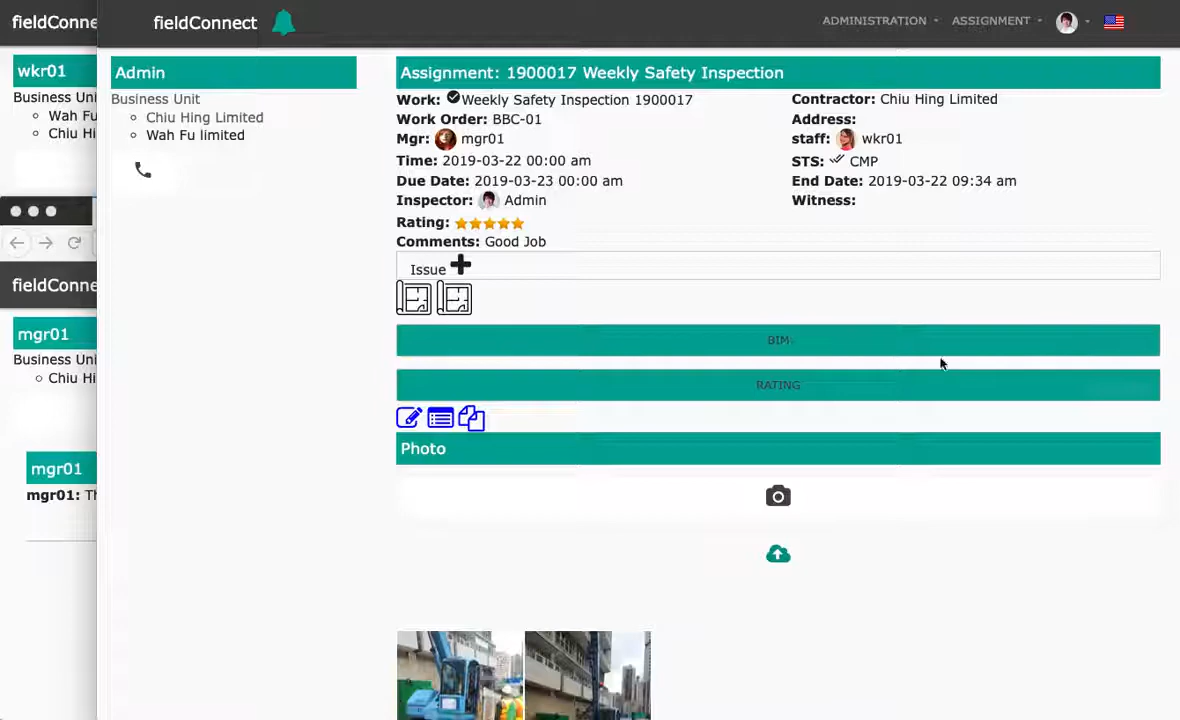 fieldConne
wkr01
Business Uni
Wah Fu
Chiu Hi
fieldConne
mgr01
Business Uni
Chiu Hi
mgr01
mgr01: Th
fieldConnect
ADMINISTRATION
ASSIGNMENT
Admin
Business Unit
Chiu Hing Limited
Wah Fu limited
Assignment: 1900017 Weekly Safety Inspection
Work: Weekly Safety Inspection 1900017
Contractor: Chiu Hing Limited
Work Order: BBC-01
Address:
Mgr: mgr01
staff: wkr01
Time: 2019-03-22 00:00 am
STS: CMP
Due Date: 2019-03-23 00:00 am
End Date: 2019-03-22 09:34 am
Inspector: Admin
Witness:
Rating:
Comments: Good Job
Issue
BIM
RATING
Photo